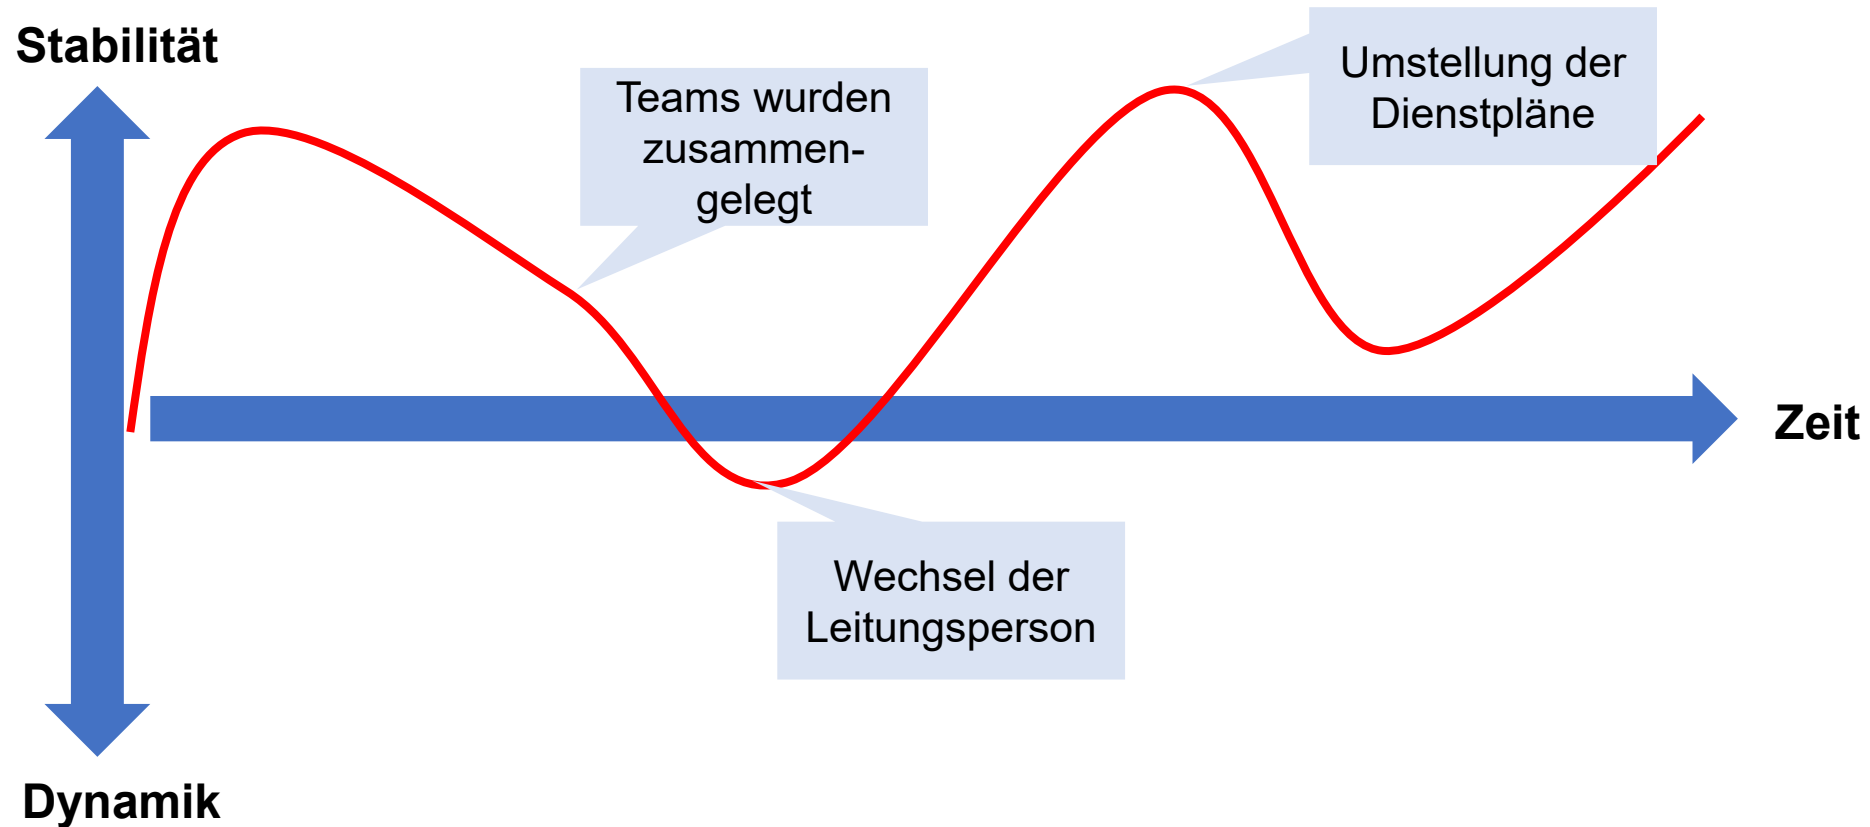 Stabilität
Teams wurden
zusammen-
gelegt
Umstellung der
Dienstpläne
Zeit
Wechsel der
Leitungsperson
Dynamik